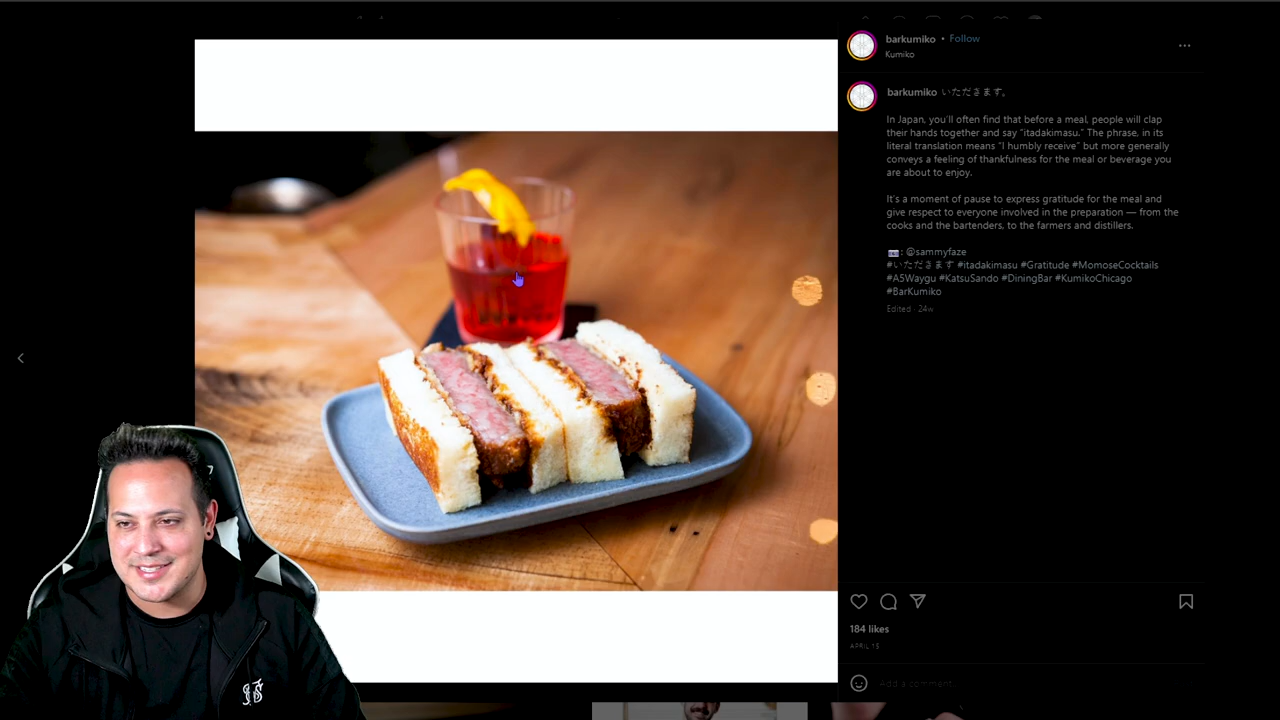 barkumiko • Follow
Kumiko
barkumiko いただきます。
In Japan, you'll often find that before a meal, people will clap
their hands together and say "itadakimasu." The phrase, in its
literal translation means "I humbly receive" but more generally
conveys a feeling of thankfulness for the meal or beverage you
are about to enjoy.
It's a moment of pause to express gratitude for the meal and
give respect to everyone involved in the preparation — from the
cooks and the bartenders, to the farmers and distillers.
📷: @sammyfaze
#いただきます #itadakimasu #Gratitude #MomoseCocktails
#A5Waygu #KatsuSando #DiningBar #KumikoChicago
#BarKumiko
Edited · 24w
184 likes
APRIL 15
Add a comment...